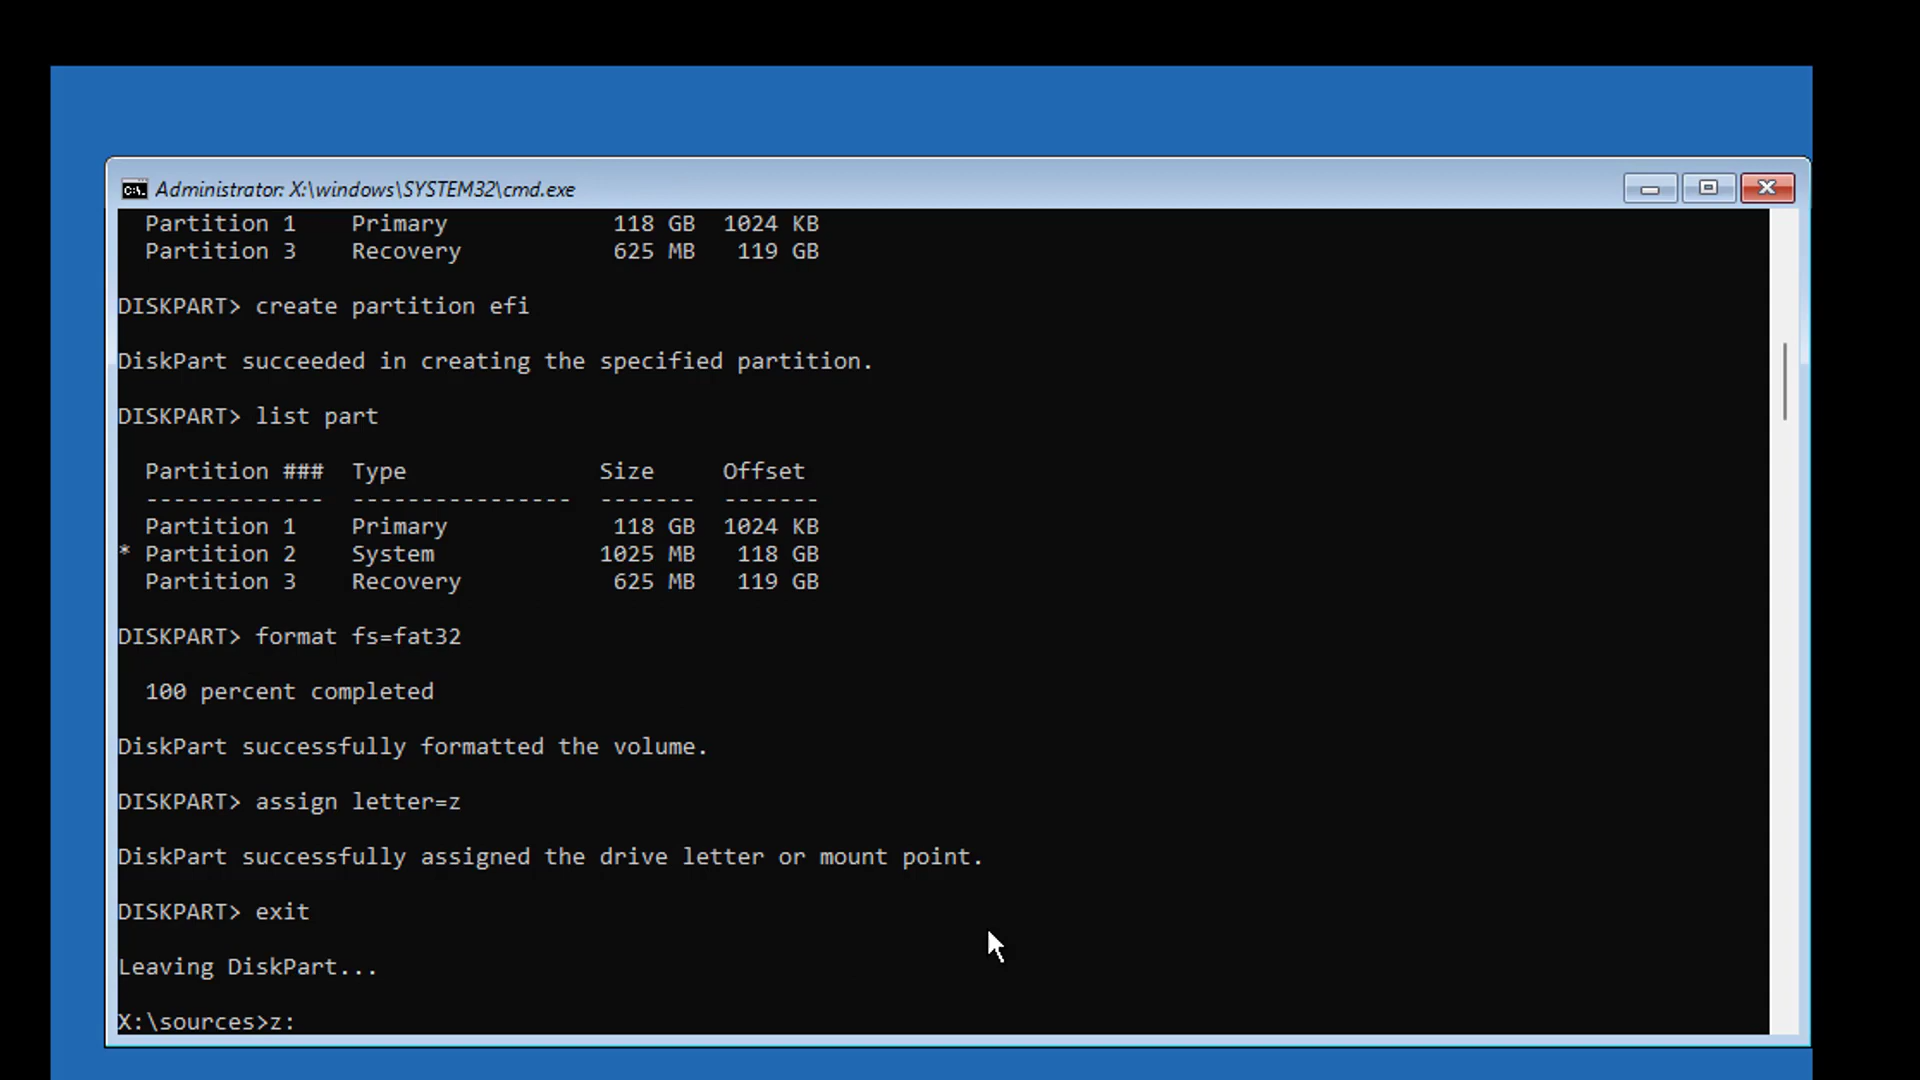 Administrator: X:\windows\SYSTEM32\cmd.exe
Partition 1    Primary            118 GB  1024 KB
Partition 3    Recovery           625 MB   119 GB
DISKPART> create partition efi
DiskPart succeeded in creating the specified partition.
DISKPART> list part
Partition ###  Type              Size     Offset
-------------  ----------------  -------  -------
Partition 1    Primary            118 GB  1024 KB
* Partition 2    System            1025 MB   118 GB
Partition 3    Recovery           625 MB   119 GB
DISKPART> format fs=fat32
100 percent completed
DiskPart successfully formatted the volume.
DISKPART> assign letter=z
DiskPart successfully assigned the drive letter or mount point.
DISKPART> exit
Leaving DiskPart...
X:\sources>z: